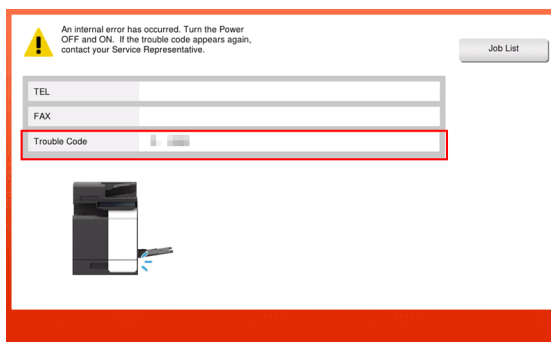 An internal error has occurred. Turn the Power
OFF and ON.  If the trouble code appears again,
contact your Service Representative.
Job List
TEL
FAX
Trouble Code